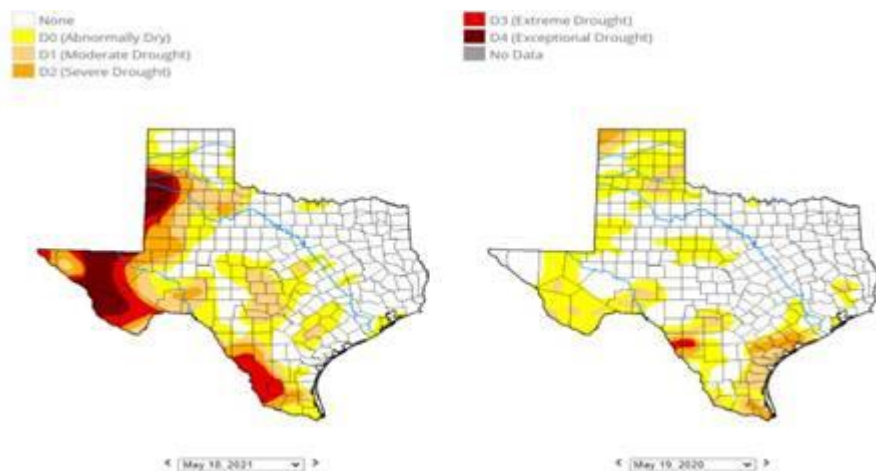 None
D0 (Abnormally Dry)
D1 (Moderate Drought)
D2 (Severe Drought)
D3 (Extreme Drought)
D4 (Exceptional Drought)
No Data
< May 18, 2021 >
< May 19, 2020 >